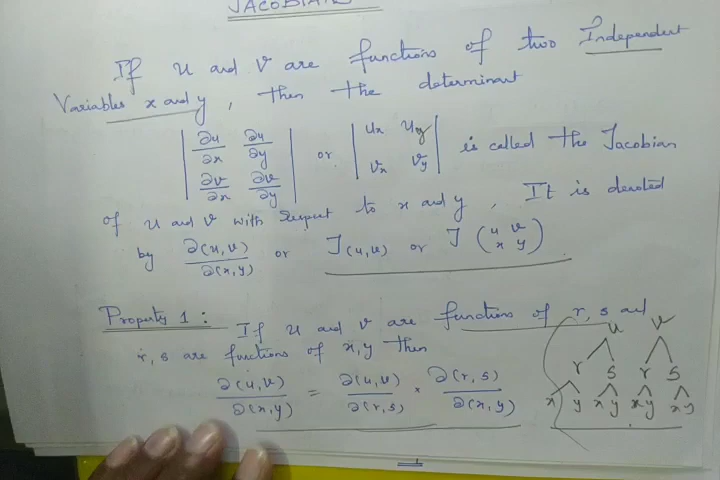 JACOBIAN
If u and v are functions of two Independent
Variables x and y, then the determinant
| ∂u/∂x ∂u/∂y ; ∂v/∂x ∂v/∂y | or | ux uy ; vx vy | is called the Jacobian
of u and v with respect to x and y, It is denoted
by ∂(u,v)/∂(x,y) or J(u,v) or J (u v / x y)
Property 1: If u and v are functions of r, s and
r, s are functions of x,y then
∂(u,v)/∂(x,y) = ∂(u,v)/∂(r,s) × ∂(r,s)/∂(x,y)
u v
r s r s
x y x y x y x y